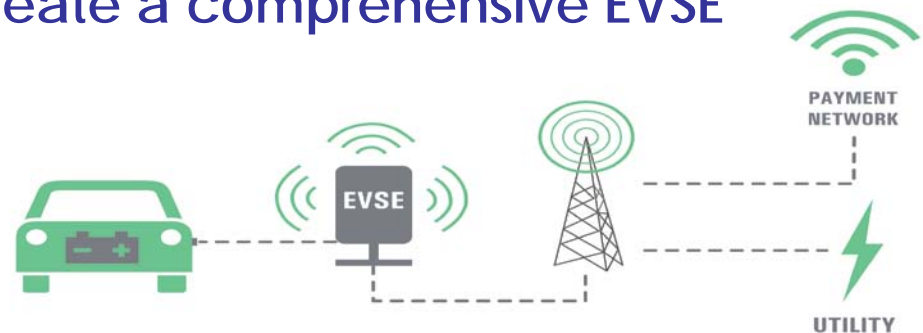 eate a comprehensive EVSE
PAYMENT
NETWORK
EVSE
UTILITY